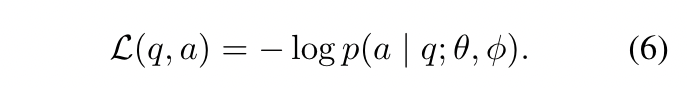 ℒ(q, a) = − log p(a | q; θ, ϕ). (6)